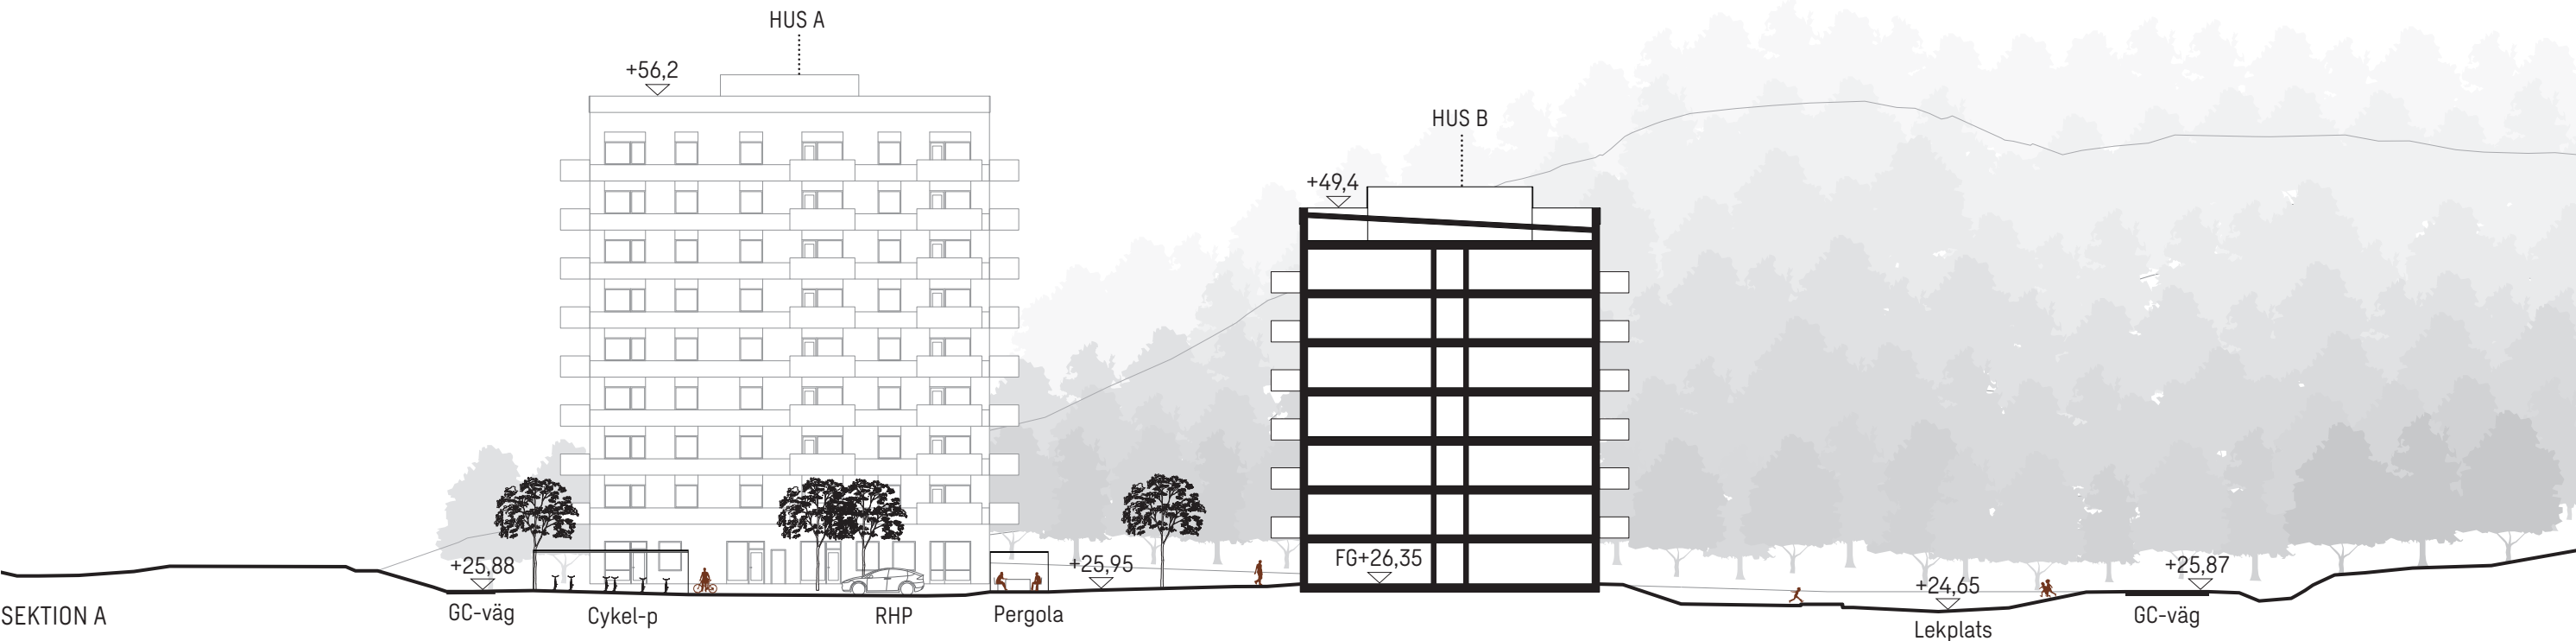 HUS A
+56,2
HUS B
+49,4
+25,88
+25,95
FG+26,35
+24,65
+25,87
SEKTION A
GC-väg
Cykel-p
RHP
Pergola
Lekplats
GC-väg